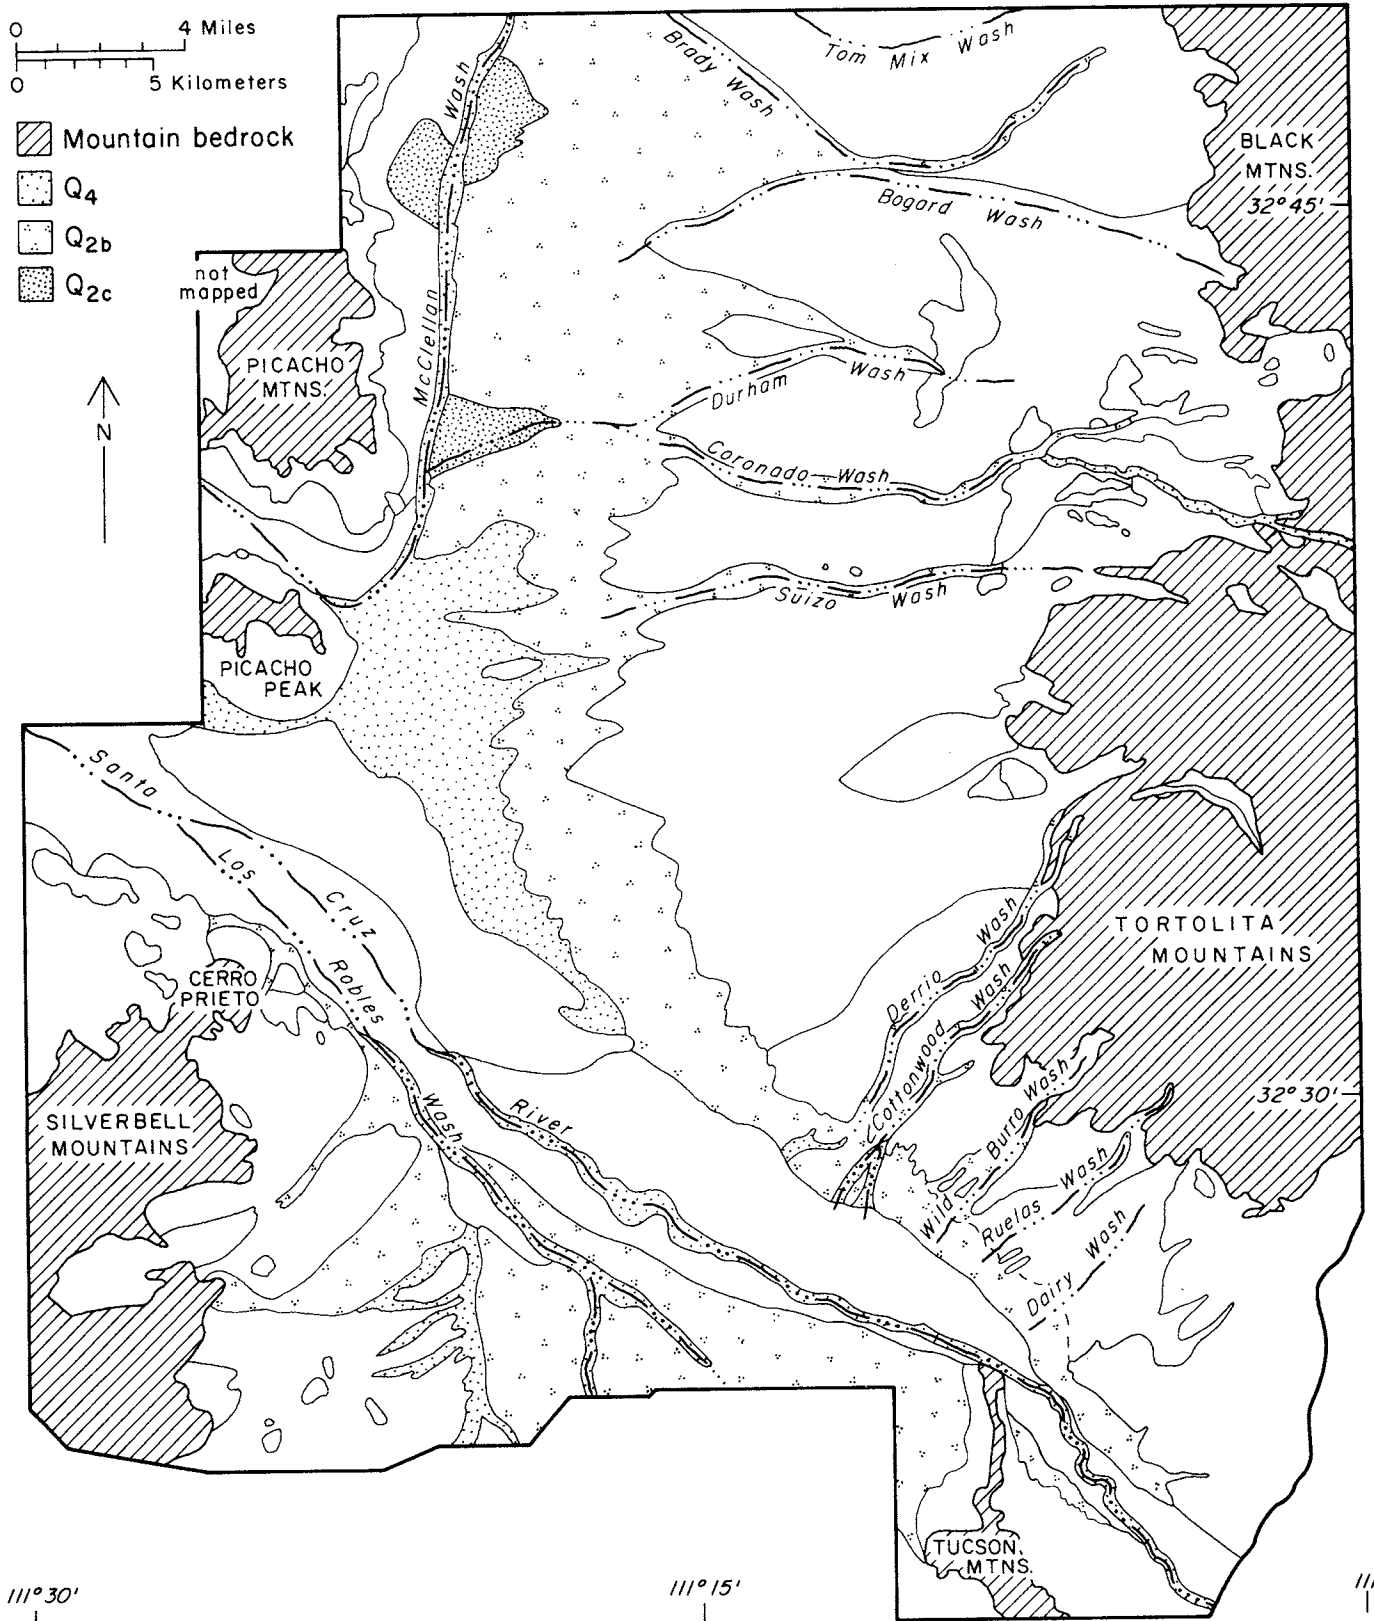 0 4 Miles
0 5 Kilometers
Mountain bedrock
Q4
Q2b
Q2c
not
mapped
N
Wash
McClellan
Brady Wash
Tom Mix Wash
BLACK
MTNS.
32°45'
Bogard Wash
PICACHO
MTNS.
Durham Wash
Coronado Wash
Suizo Wash
PICACHO
PEAK
Santa
Cruz
River
Los
Robles
Wash
CERRO
PRIETO
SILVERBELL
MOUNTAINS
TORTOLITA
MOUNTAINS
Derrio Wash
Cottonwood Wash
Wild Burro Wash
Ruelas Wash
Dairy Wash
32°30'
TUCSON
MTNS.
111°30'
111°15'
111